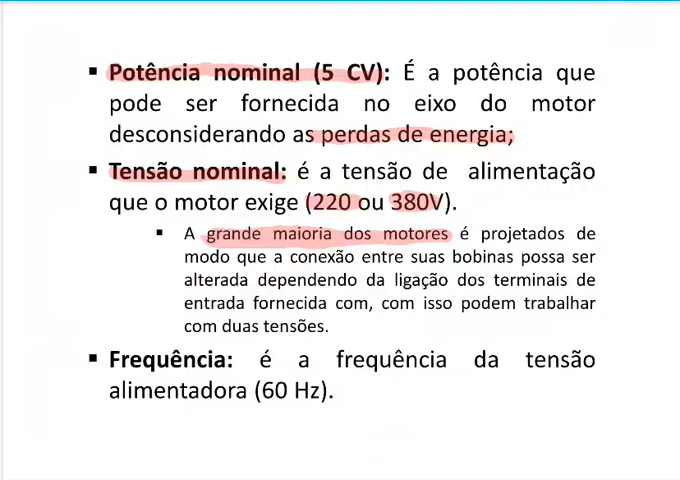 ▪ Potência nominal (5 CV): É a potência que
pode ser fornecida no eixo do motor
desconsiderando as perdas de energia;
▪ Tensão nominal: é a tensão de alimentação
que o motor exige (220 ou 380V).
▪ A grande maioria dos motores é projetados de
modo que a conexão entre suas bobinas possa ser
alterada dependendo da ligação dos terminais de
entrada fornecida com, com isso podem trabalhar
com duas tensões.
▪ Frequência: é a frequência da tensão
alimentadora (60 Hz).